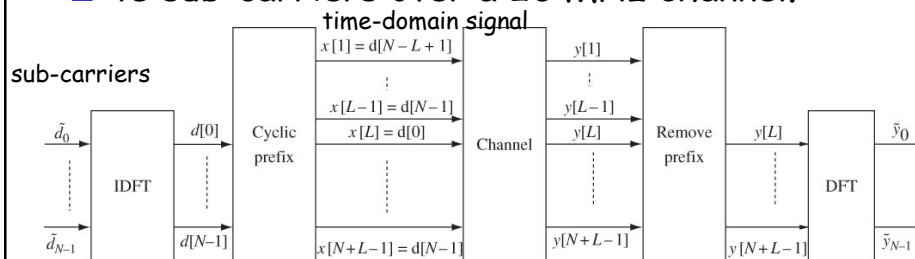 time-domain signal
sub-carriers
x[1] = d[N – L + 1]
y[1]
x[L–1] = d[N–1]
y[L–1]
d̃₀
d[0]
Cyclic
prefix
x[L] = d[0]
Channel
y[L]
Remove
prefix
y[L]
ỹ₀
IDFT
DFT
d̃_{N–1}
d[N–1]
x[N+L–1] = d[N–1]
y[N+L–1]
y[N+L–1]
ỹ_{N–1}